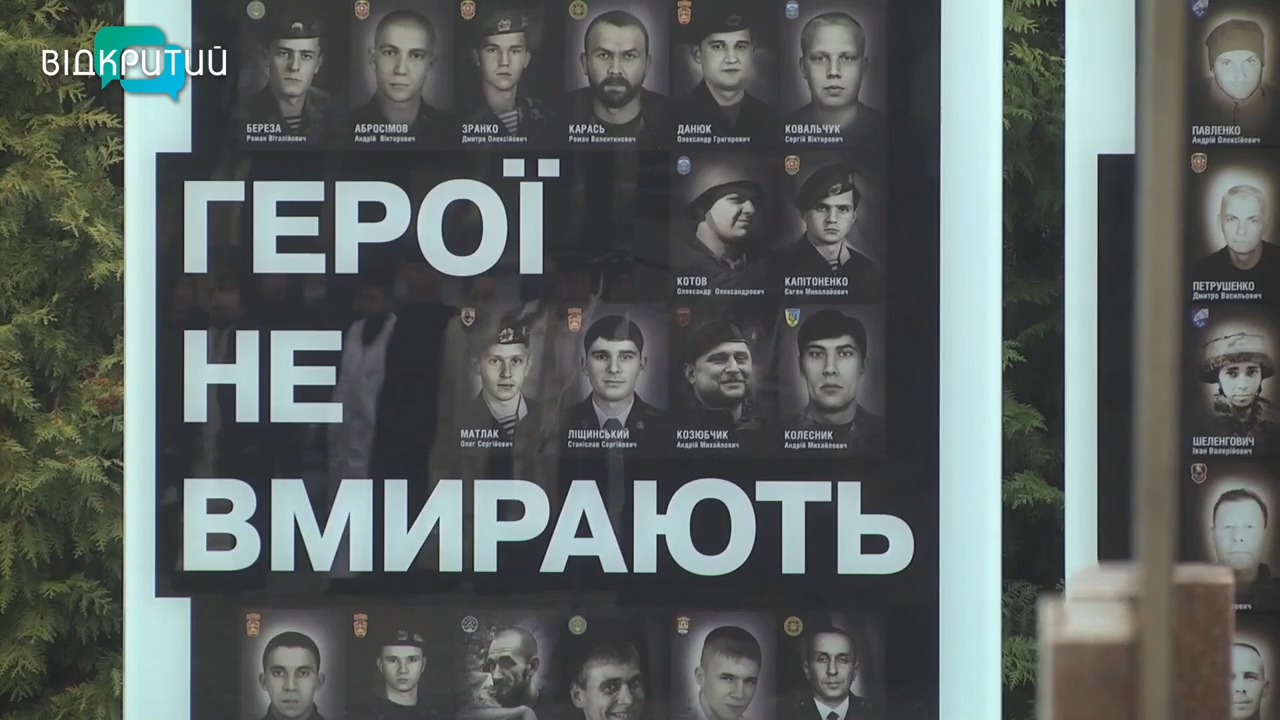 ВІДКРИТИЙ
БЕРЕЗА
Роман Віталійович
АБРОСІМОВ
Андрій Вікторович
ЗРАНКО
Дмитро Олексійович
КАРАСЬ
Роман Валентинович
ДАНЮК
Олександр Григорович
КОВАЛЬЧУК
Сергій Вікторович
ГЕРОЇ
НЕ
ВМИРАЮТЬ
КОТОВ
Олександр Олександрович
КАПІТОНЕНКО
Євген Миколайович
МАТЛАК
Олег Сергійович
ЛІЩИНСЬКИЙ
Станіслав Сергійович
КОЗЮБЧИК
Андрій Михайлович
КОЛЕСНИК
Андрій Михайлович
ПАВЛЕНКО
Андрій Олексійович
ПЕТРУШЕНКО
Дмитро Васильович
ШЕЛЕНГОВИЧ
Іван Валерійович